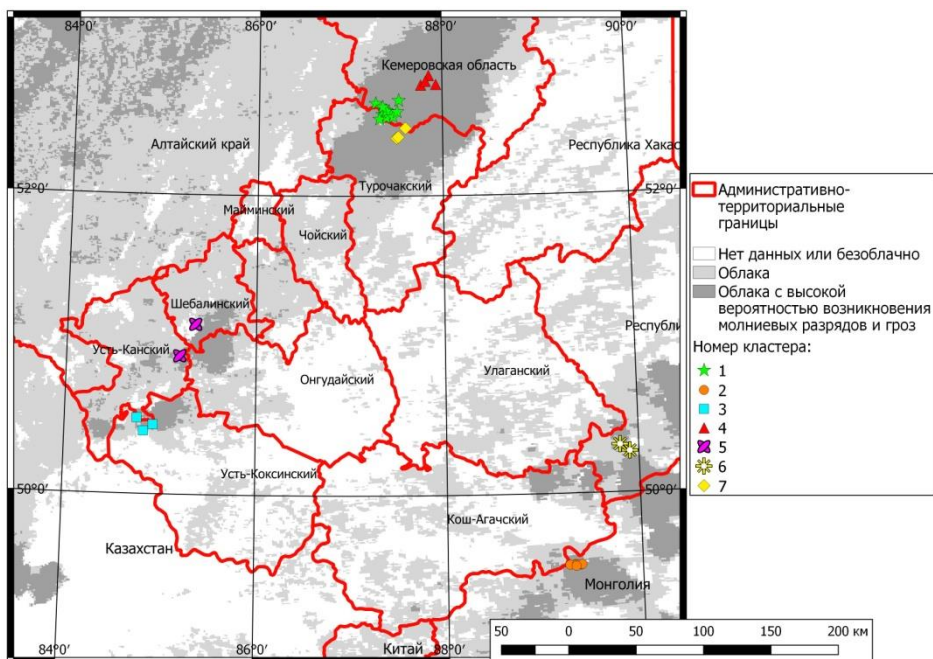 84°0′ 86°0′ 88°0′ 90°0′
Кемеровская область
Алтайский край
Республика Хакас
52°0′ 52°0′
Турочакский
Майминский
Чойский
Шебалинский
Республи
Усть-Канский
Онгудайский
Улаганский
Усть-Коксинский
50°0′ 50°0′
Кош-Агачский
Казахстан
Монголия
Китай
84°0′ 86°0′ 88°0′
Административно-
территориальные
границы
Нет данных или безоблачно
Облака
Облака с высокой
вероятностью возникновения
молниевых разрядов и гроз
Номер кластера:
1
2
3
4
5
6
7
50 0 50 100 150 200 км